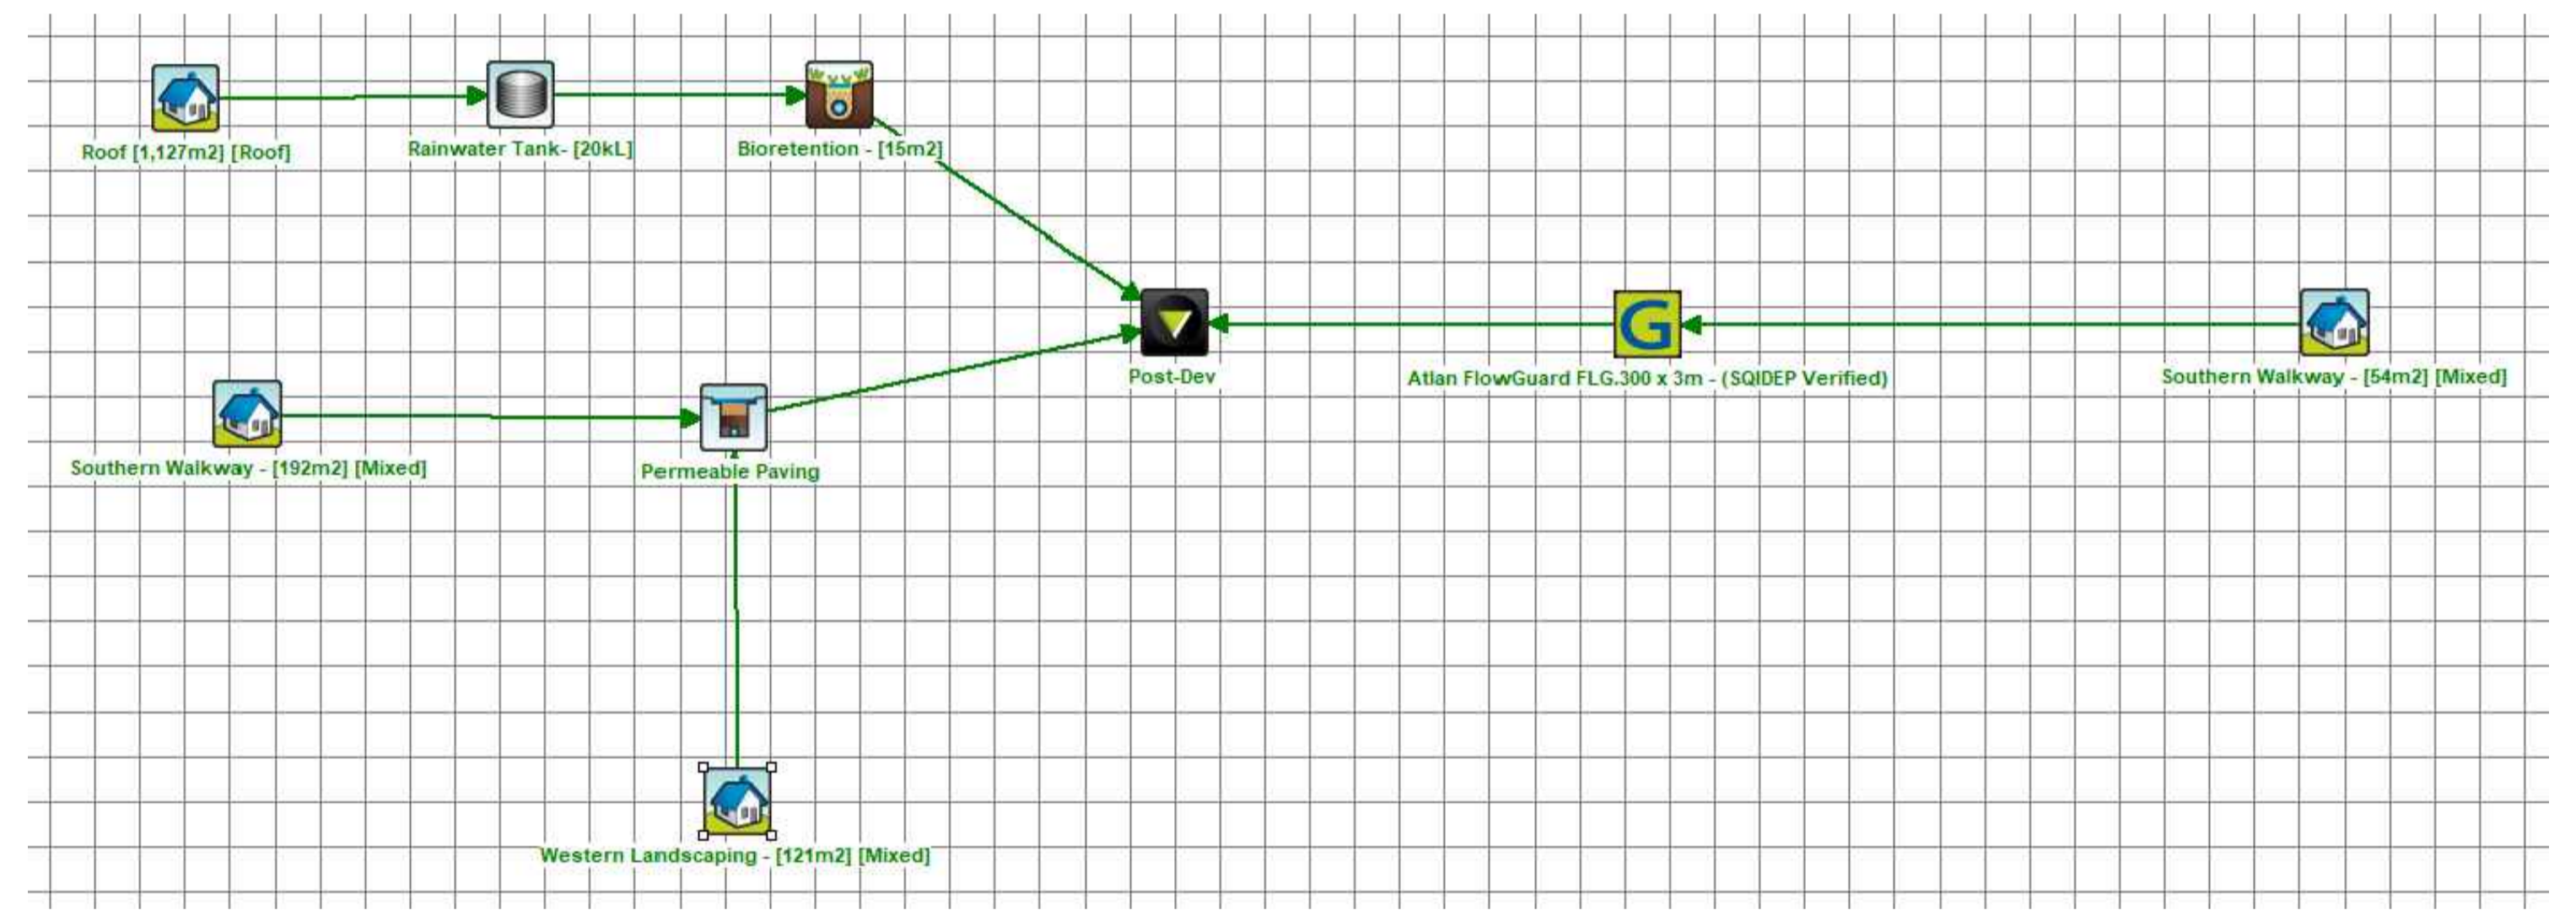 Roof [1,127m2] [Roof]
Rainwater Tank- [20kL]
Bioretention - [15m2]
Post-Dev
G
Atlan FlowGuard FLG.300 x 3m - (SQIDEP Verified)
Southern Walkway - [54m2] [Mixed]
Southern Walkway - [192m2] [Mixed]
Permeable Paving
Western Landscaping - [121m2] [Mixed]